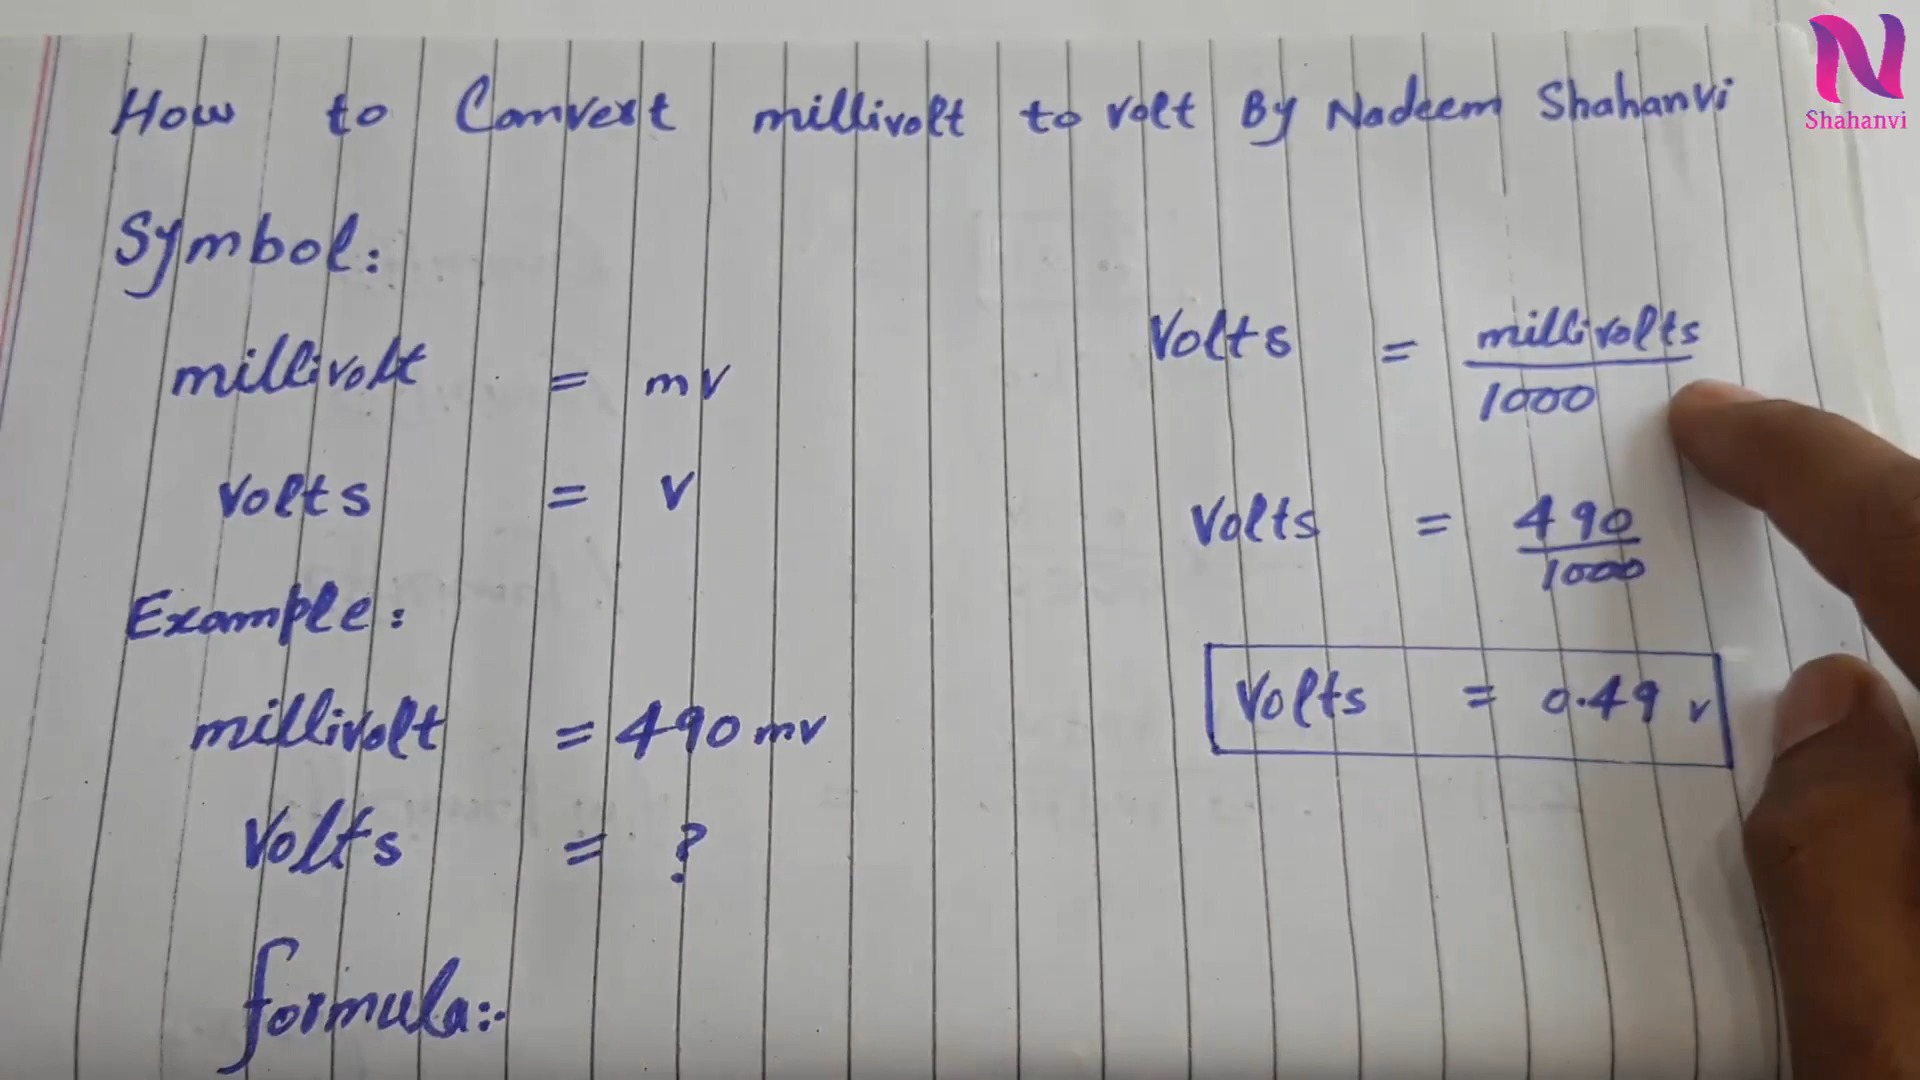 How to Convert millivolt to volt By Nadeem Shahanvi
Symbol:
millivolt = mv
volts = v
Example:
millivolt = 490 mv
Volts = ?
formula:-
Volts = millivolts
1000
Volts = 490
1000
Volts = 0.49 v
N
Shahanvi